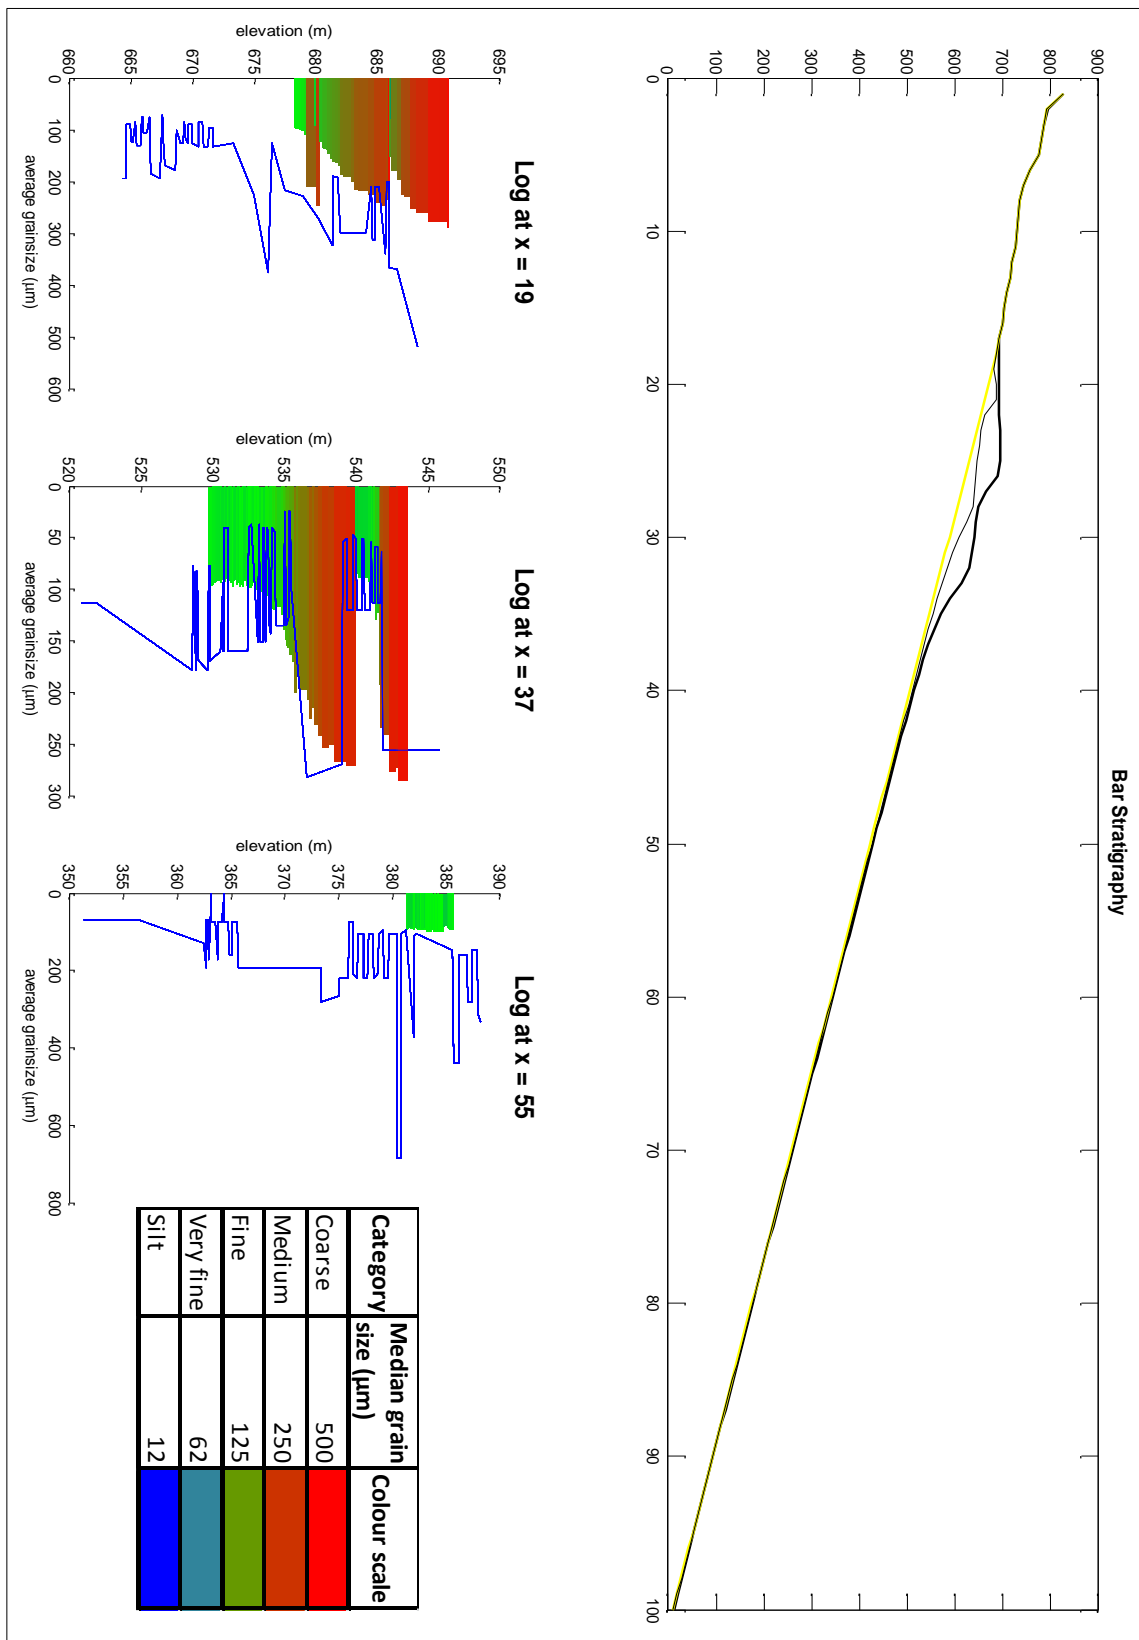 Bar Stratigraphy
900
800
700
600
500
400
300
200
100
0
0 10 20 30 40 50 60 70 80 90 100
Log at x = 19
elevation (m)
695
690
685
680
675
670
665
660
0 100 200 300 400 500 600
average grainsize (µm)
Log at x = 37
elevation (m)
550
545
540
535
530
525
520
0 50 100 150 200 250 300
average grainsize (µm)
Log at x = 55
elevation (m)
390
385
380
375
370
365
360
355
350
0 200 400 600 800
average grainsize (µm)
Category Median grain size (µm) Colour scale
Coarse 500
Medium 250
Fine 125
Very fine 62
Silt 12